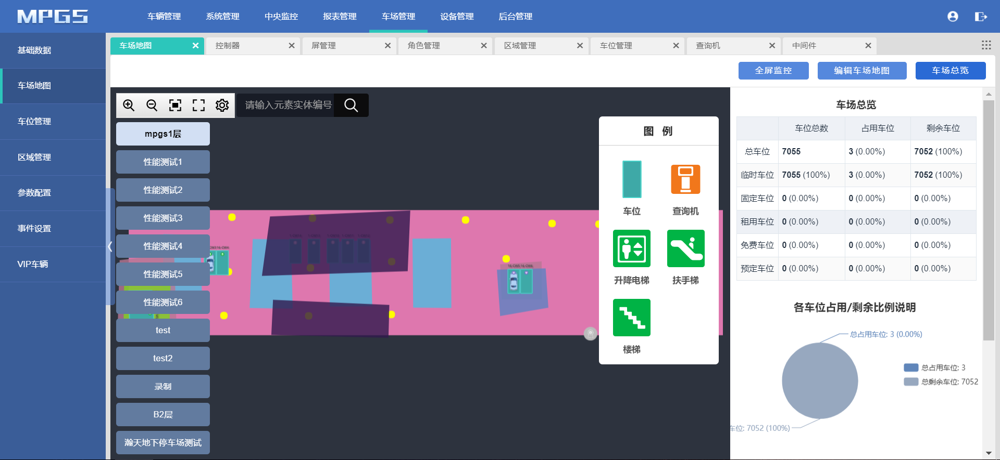 MPGS
车辆管理 系统管理 中央监控 报表管理 车场管理 设备管理 后台管理
基础数据
车场地图
车位管理
区域管理
参数配置
事件设置
VIP车辆
车场地图 控制器 屏管理 角色管理 区域管理 车位管理 查询机 中间件
全屏监控 编辑车场地图 车场总览
请输入元素实体编号
mpgs1层
性能测试1
性能测试2
性能测试3
性能测试4
性能测试5
性能测试6
test
test2
录制
B2层
瀚天地下停车场测试
图 例
车位 查询机
升降电梯 扶手梯
楼梯
车场总览
车位总数 占用车位 剩余车位
总车位 7055 3 (0.00%) 7052 (100%)
临时车位 7055 (100%) 3 (0.00%) 7052 (100%)
固定车位 0 (0.00%) 0 (0.00%) 0 (0.00%)
租用车位 0 (0.00%) 0 (0.00%) 0 (0.00%)
免费车位 0 (0.00%) 0 (0.00%) 0 (0.00%)
预定车位 0 (0.00%) 0 (0.00%) 0 (0.00%)
各车位占用/剩余比例说明
总占用车位: 3 (0.00%)
总占用车位: 3
总剩余车位: 7052
车位: 7052 (100%)